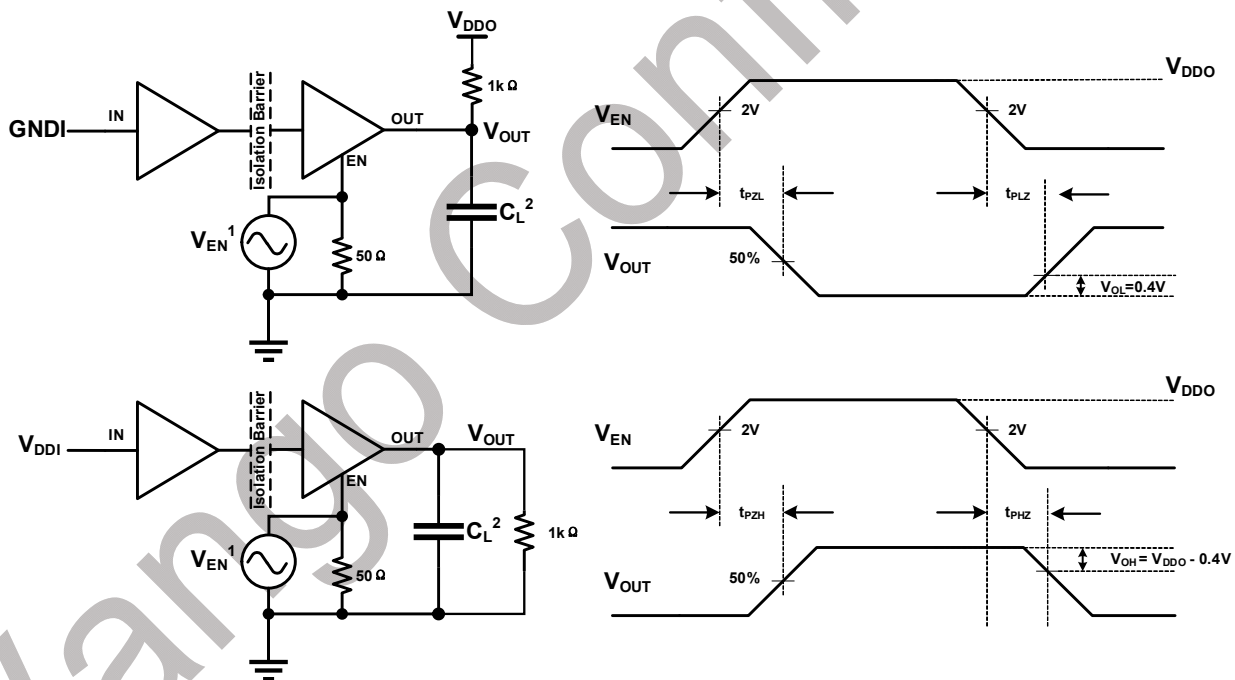 VDDO
1kΩ
GNDI
IN
Isolation Barrier
OUT
VOUT
EN
VEN1
50Ω
CL2
VDDO
VEN
2V
2V
tPZL
tPLZ
VOUT
50%
VOL=0.4V
VDDI
IN
Isolation Barrier
OUT
VOUT
EN
VEN1
50Ω
CL2
1kΩ
VDDO
VEN
2V
2V
tPZH
tPHZ
VOUT
50%
VOH = VDDO - 0.4V
Vango Confi